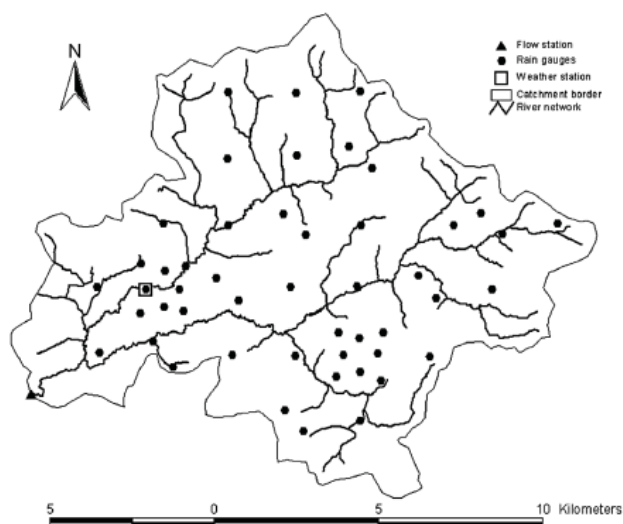 N
Flow station
Rain gauges
Weather station
Catchment border
River network
5 0 5 10 Kilometers